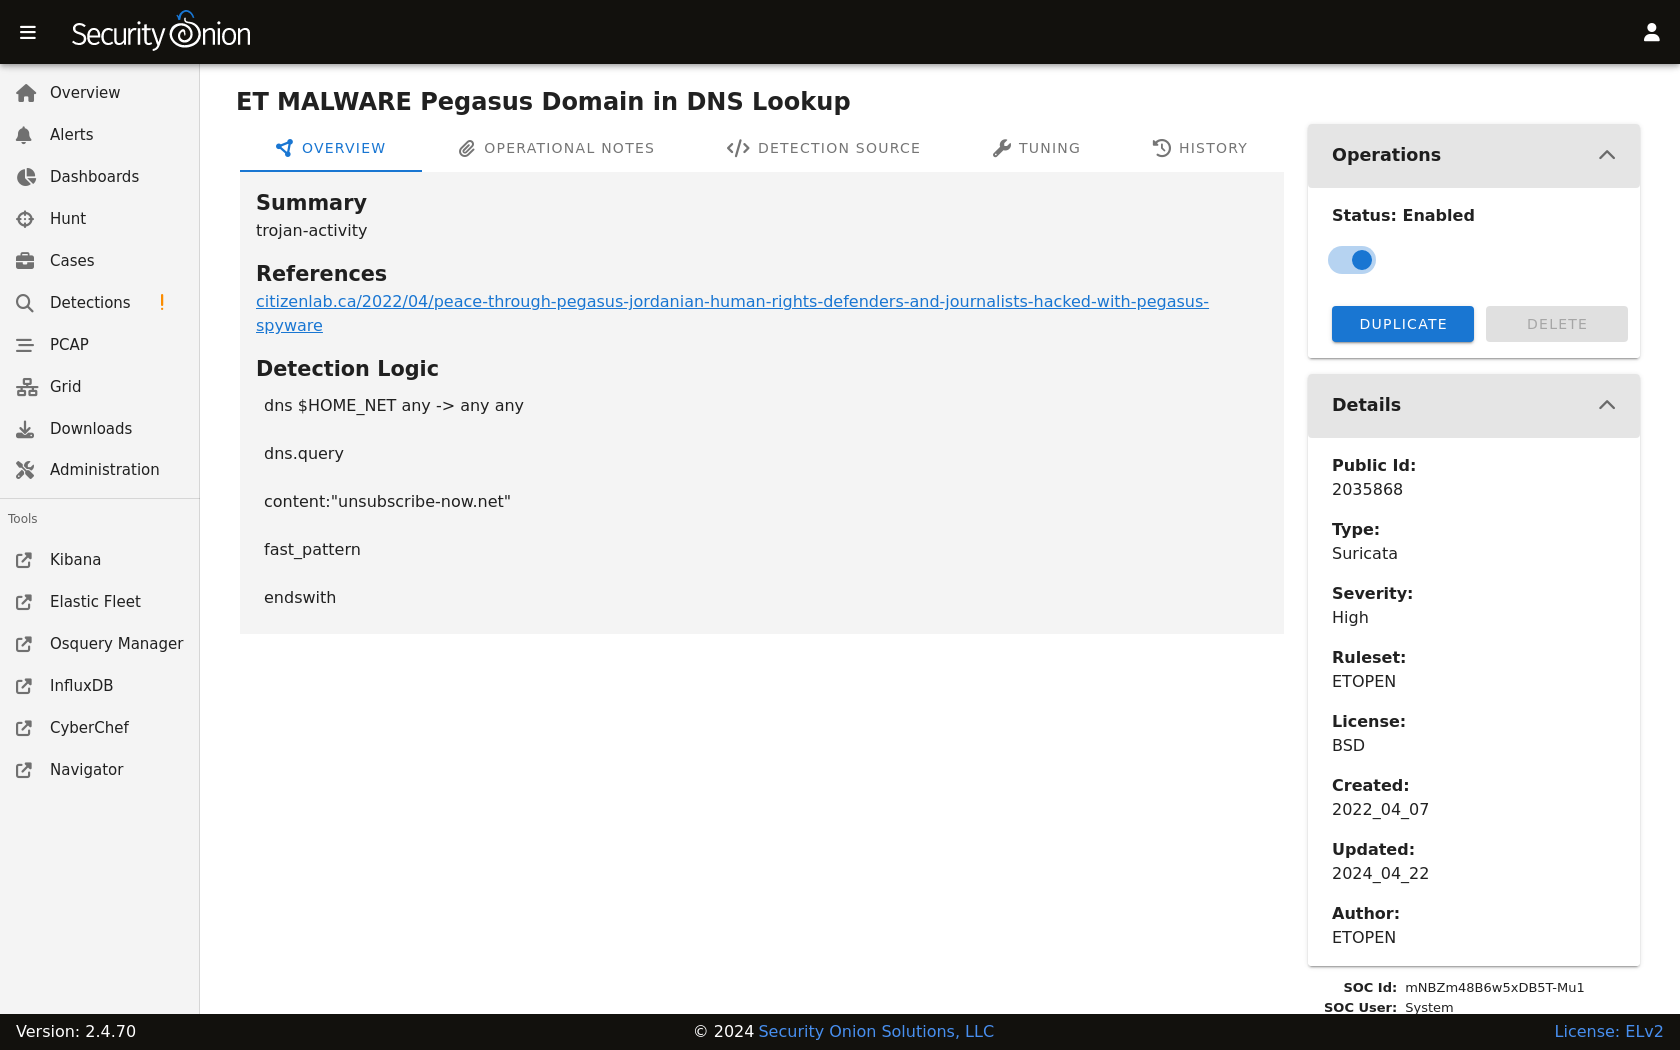 Security Onion
Overview
Alerts
Dashboards
Hunt
Cases
Detections !
PCAP
Grid
Downloads
Administration
Tools
Kibana
Elastic Fleet
Osquery Manager
InfluxDB
CyberChef
Navigator
ET MALWARE Pegasus Domain in DNS Lookup
OVERVIEW OPERATIONAL NOTES DETECTION SOURCE TUNING HISTORY
Summary
trojan-activity
References
citizenlab.ca/2022/04/peace-through-pegasus-jordanian-human-rights-defenders-and-journalists-hacked-with-pegasus-
spyware
Detection Logic
dns $HOME_NET any -> any any
dns.query
content:"unsubscribe-now.net"
fast_pattern
endswith
Operations
Status: Enabled
DUPLICATE DELETE
Details
Public Id:
2035868
Type:
Suricata
Severity:
High
Ruleset:
ETOPEN
License:
BSD
Created:
2022_04_07
Updated:
2024_04_22
Author:
ETOPEN
SOC Id: mNBZm48B6w5xDB5T-Mu1
SOC User: System
Version: 2.4.70
© 2024 Security Onion Solutions, LLC
License: ELv2